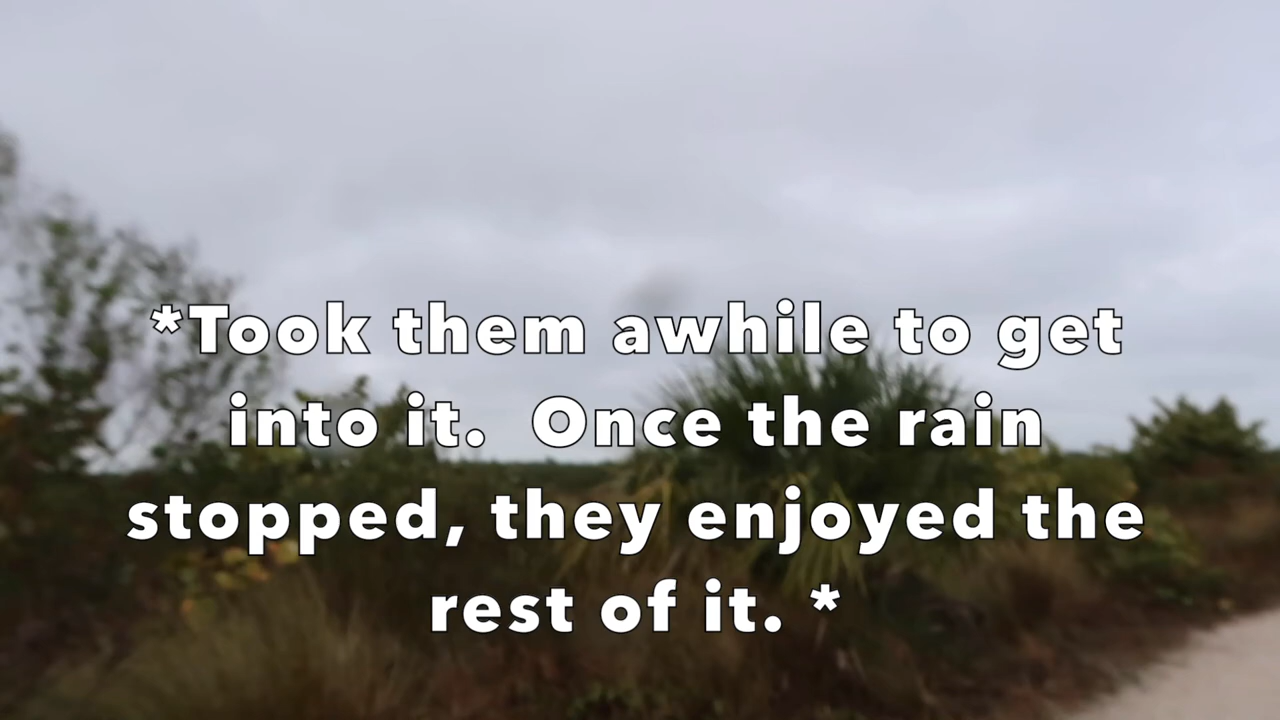 *Took them awhile to get
into it.  Once the rain
stopped, they enjoyed the
rest of it. *